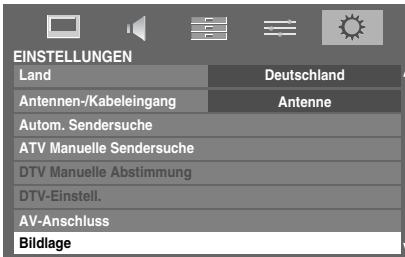 EINSTELLUNGEN
Land Deutschland
Antennen-/Kabeleingang Antenne
Autom. Sendersuche
ATV Manuelle Sendersuche
DTV Manuelle Abstimmung
DTV-Einstell.
AV-Anschluss
Bildlage